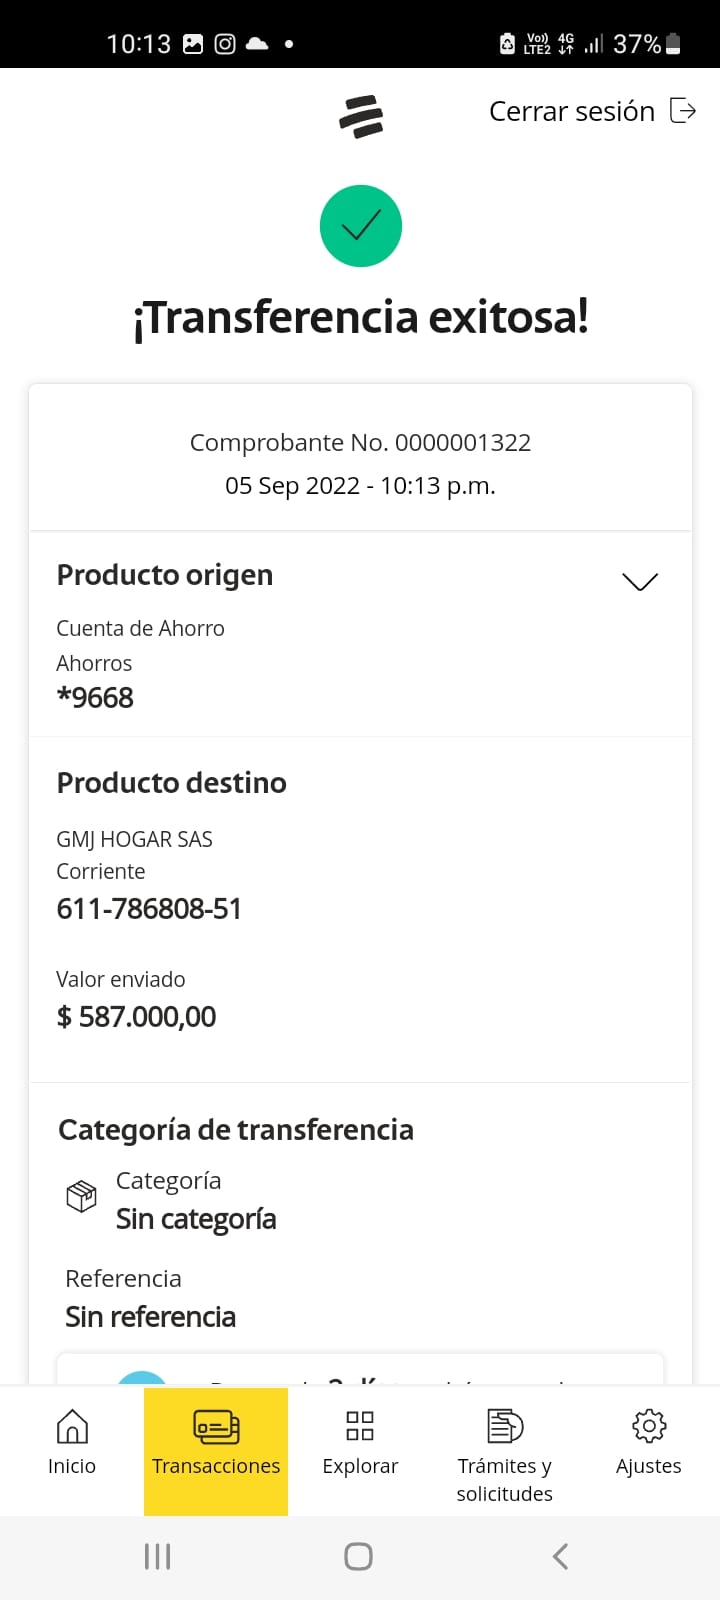 10:13
Vo))
LTE2
4G
37%
Cerrar sesión
¡Transferencia exitosa!
Comprobante No. 0000001322
05 Sep 2022 - 10:13 p.m.
Producto origen
Cuenta de Ahorro
Ahorros
*9668
Producto destino
GMJ HOGAR SAS
Corriente
611-786808-51
Valor enviado
$ 587.000,00
Categoría de transferencia
Categoría
Sin categoría
Referencia
Sin referencia
Inicio
Transacciones
Explorar
Trámites y
solicitudes
Ajustes